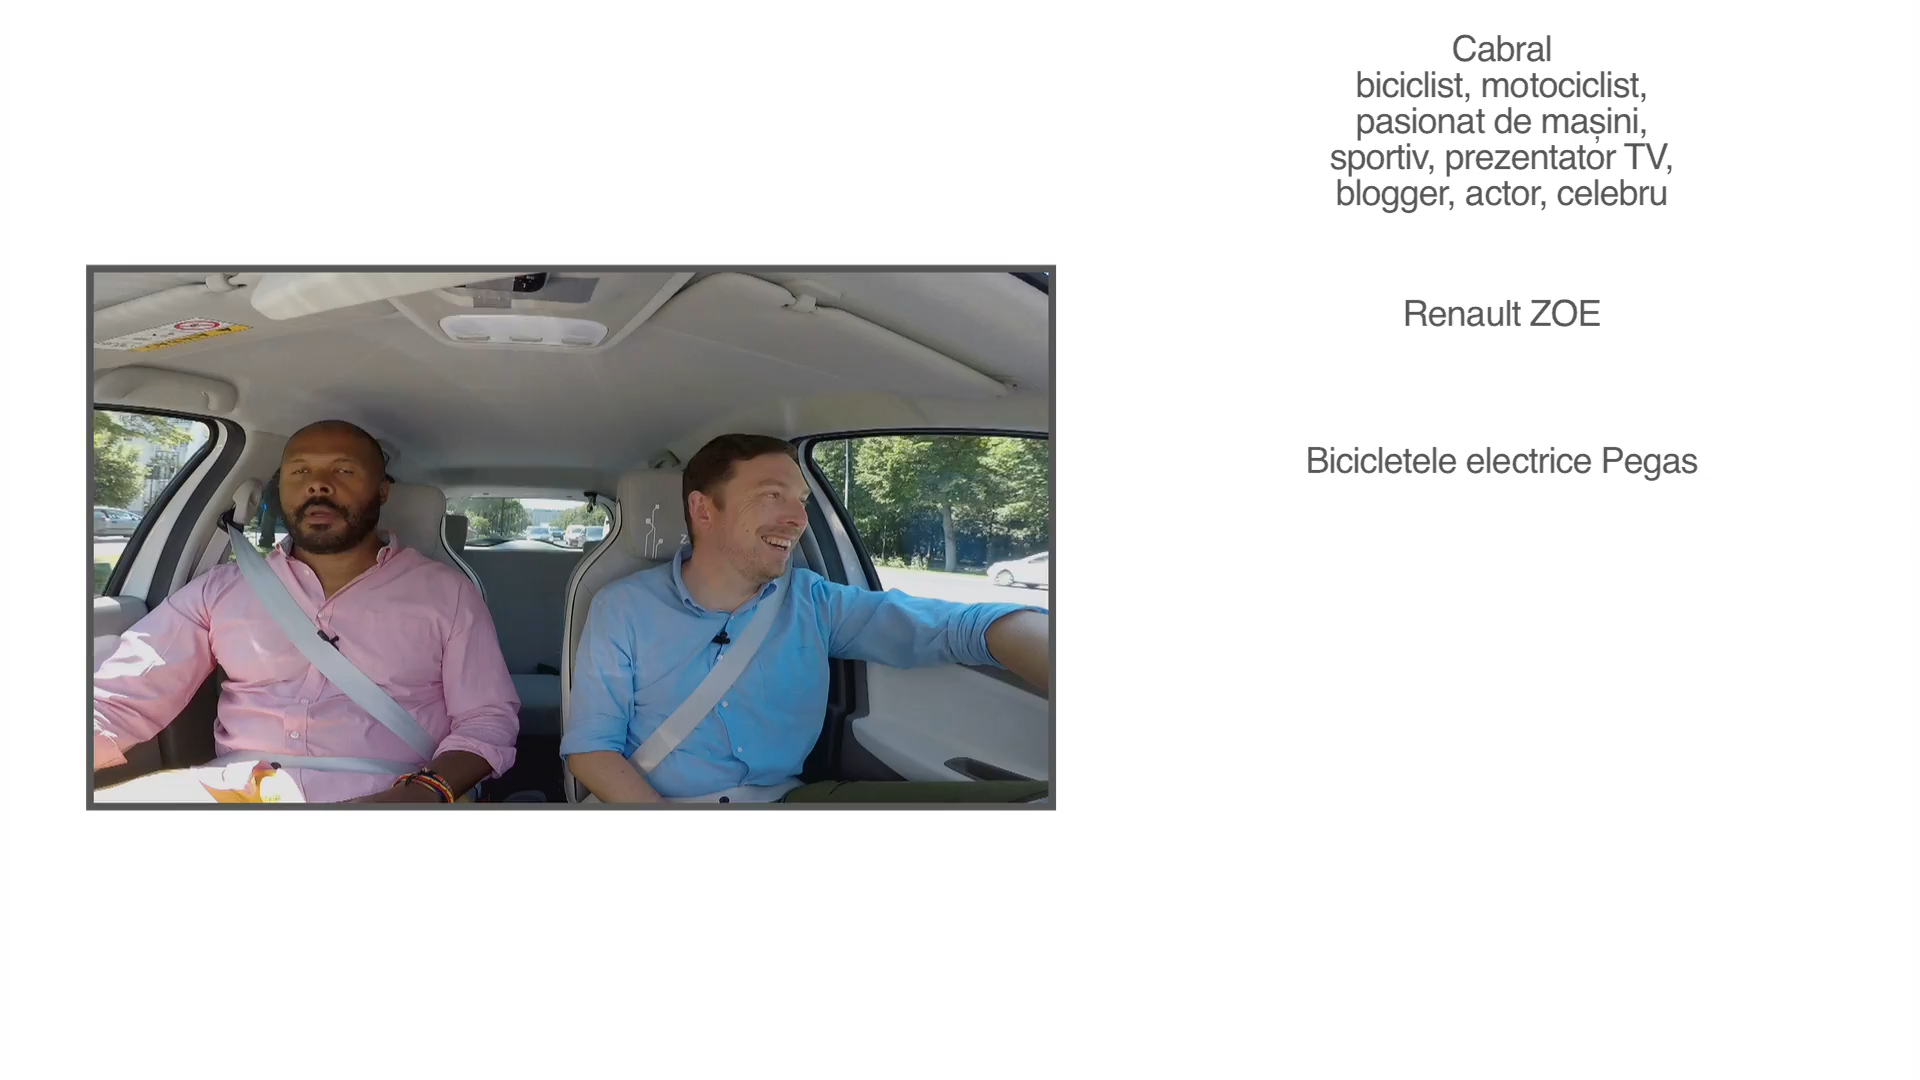 Cabral
biciclist, motociclist,
pasionat de mașini,
sportiv, prezentator TV,
blogger, actor, celebru
Renault ZOE
Bicicletele electrice Pegas